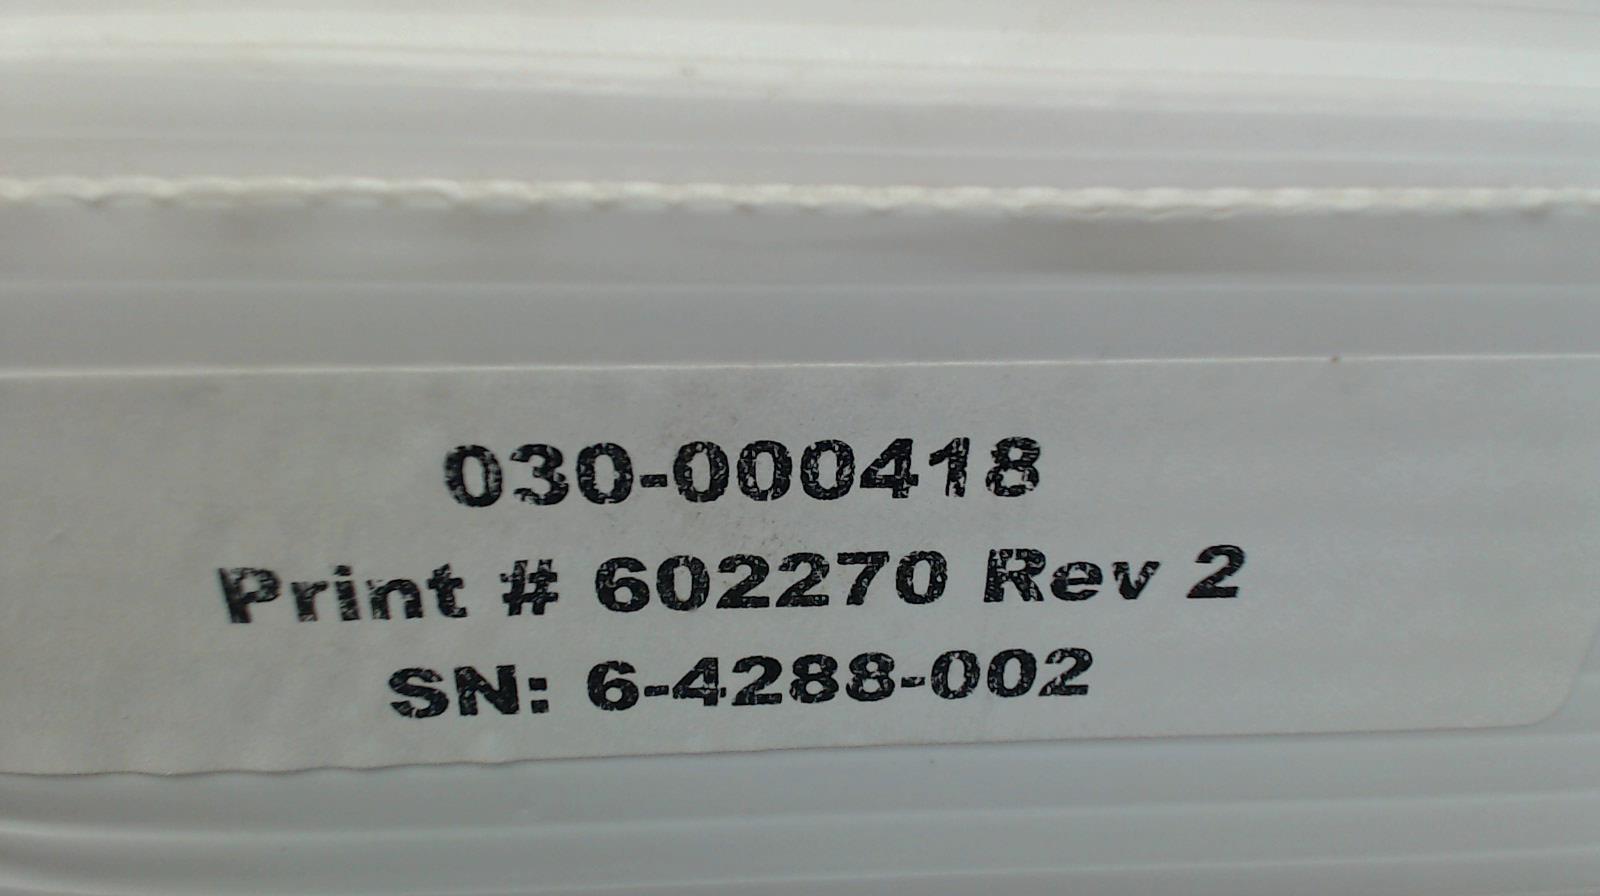 030-000418
Print # 602270 Rev 2
SN: 6-4288-002